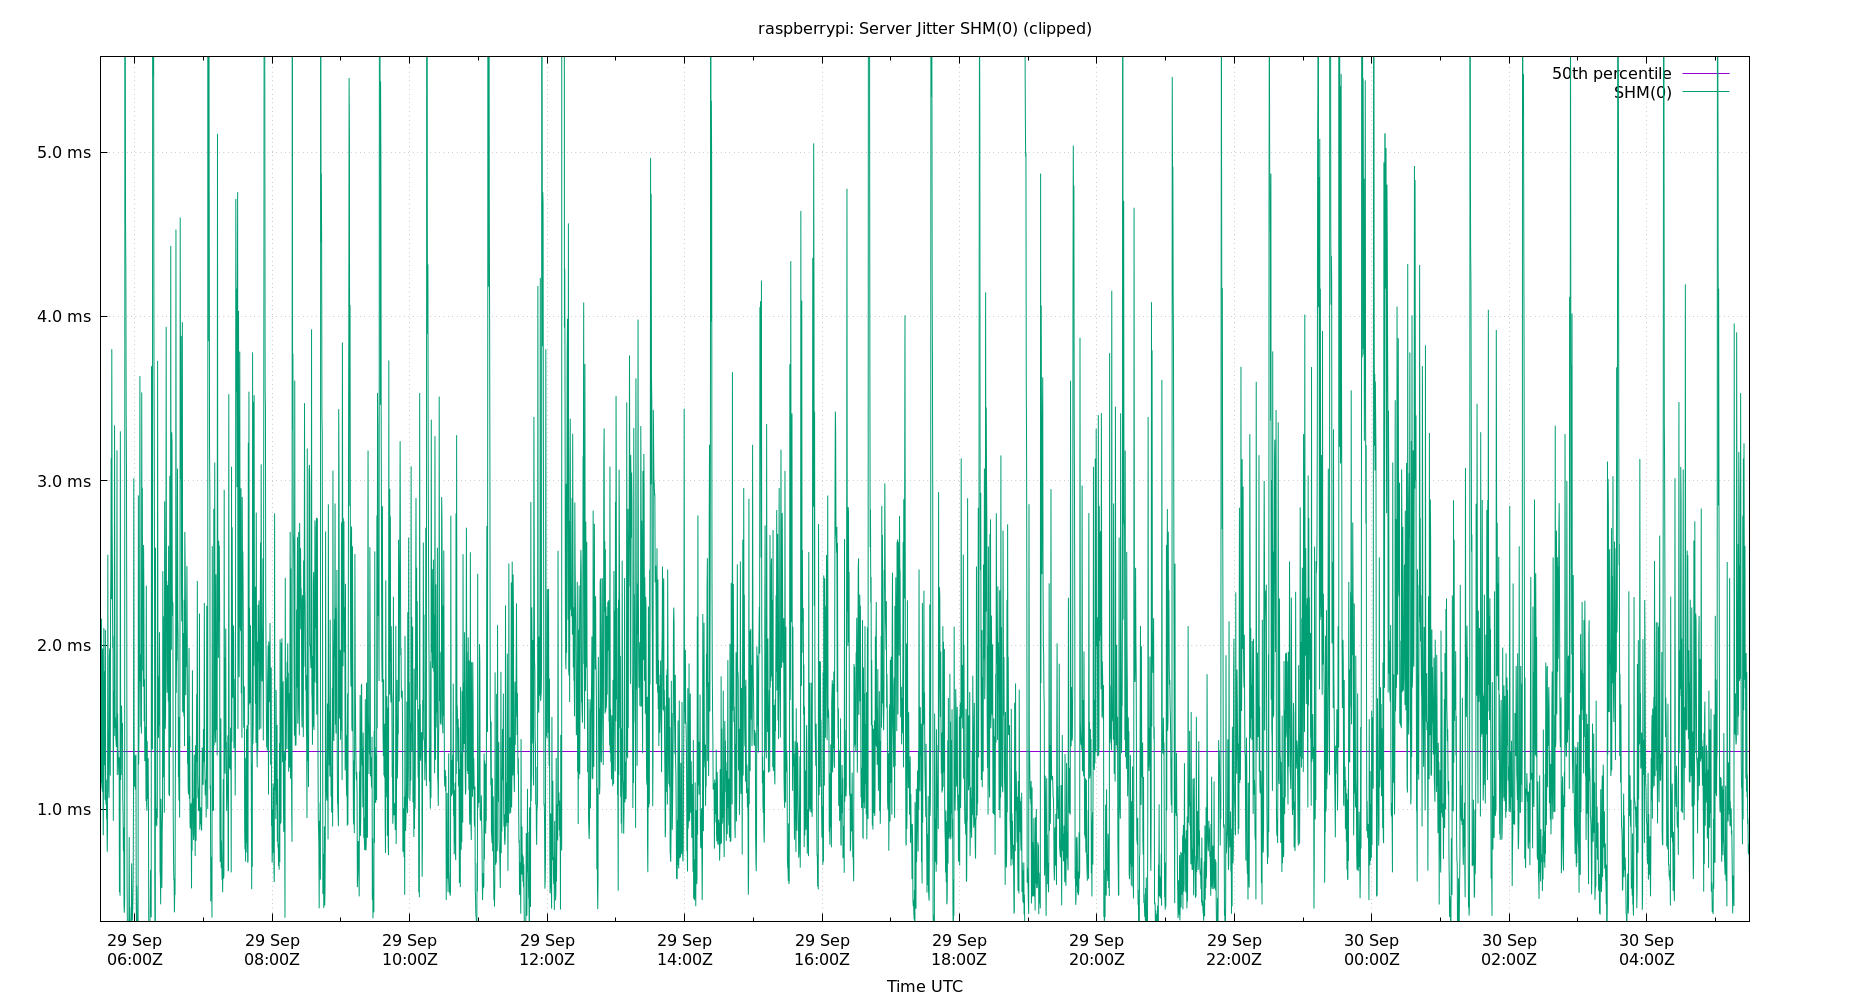 raspberrypi: Server Jitter SHM(0) (clipped)
50th percentile
SHM(0)
5.0 ms
4.0 ms
3.0 ms
2.0 ms
1.0 ms
29 Sep 29 Sep 29 Sep 29 Sep 29 Sep 29 Sep 29 Sep 29 Sep 29 Sep 30 Sep 30 Sep 30 Sep
06:00Z 08:00Z 10:00Z 12:00Z 14:00Z 16:00Z 18:00Z 20:00Z 22:00Z 00:00Z 02:00Z 04:00Z
Time UTC